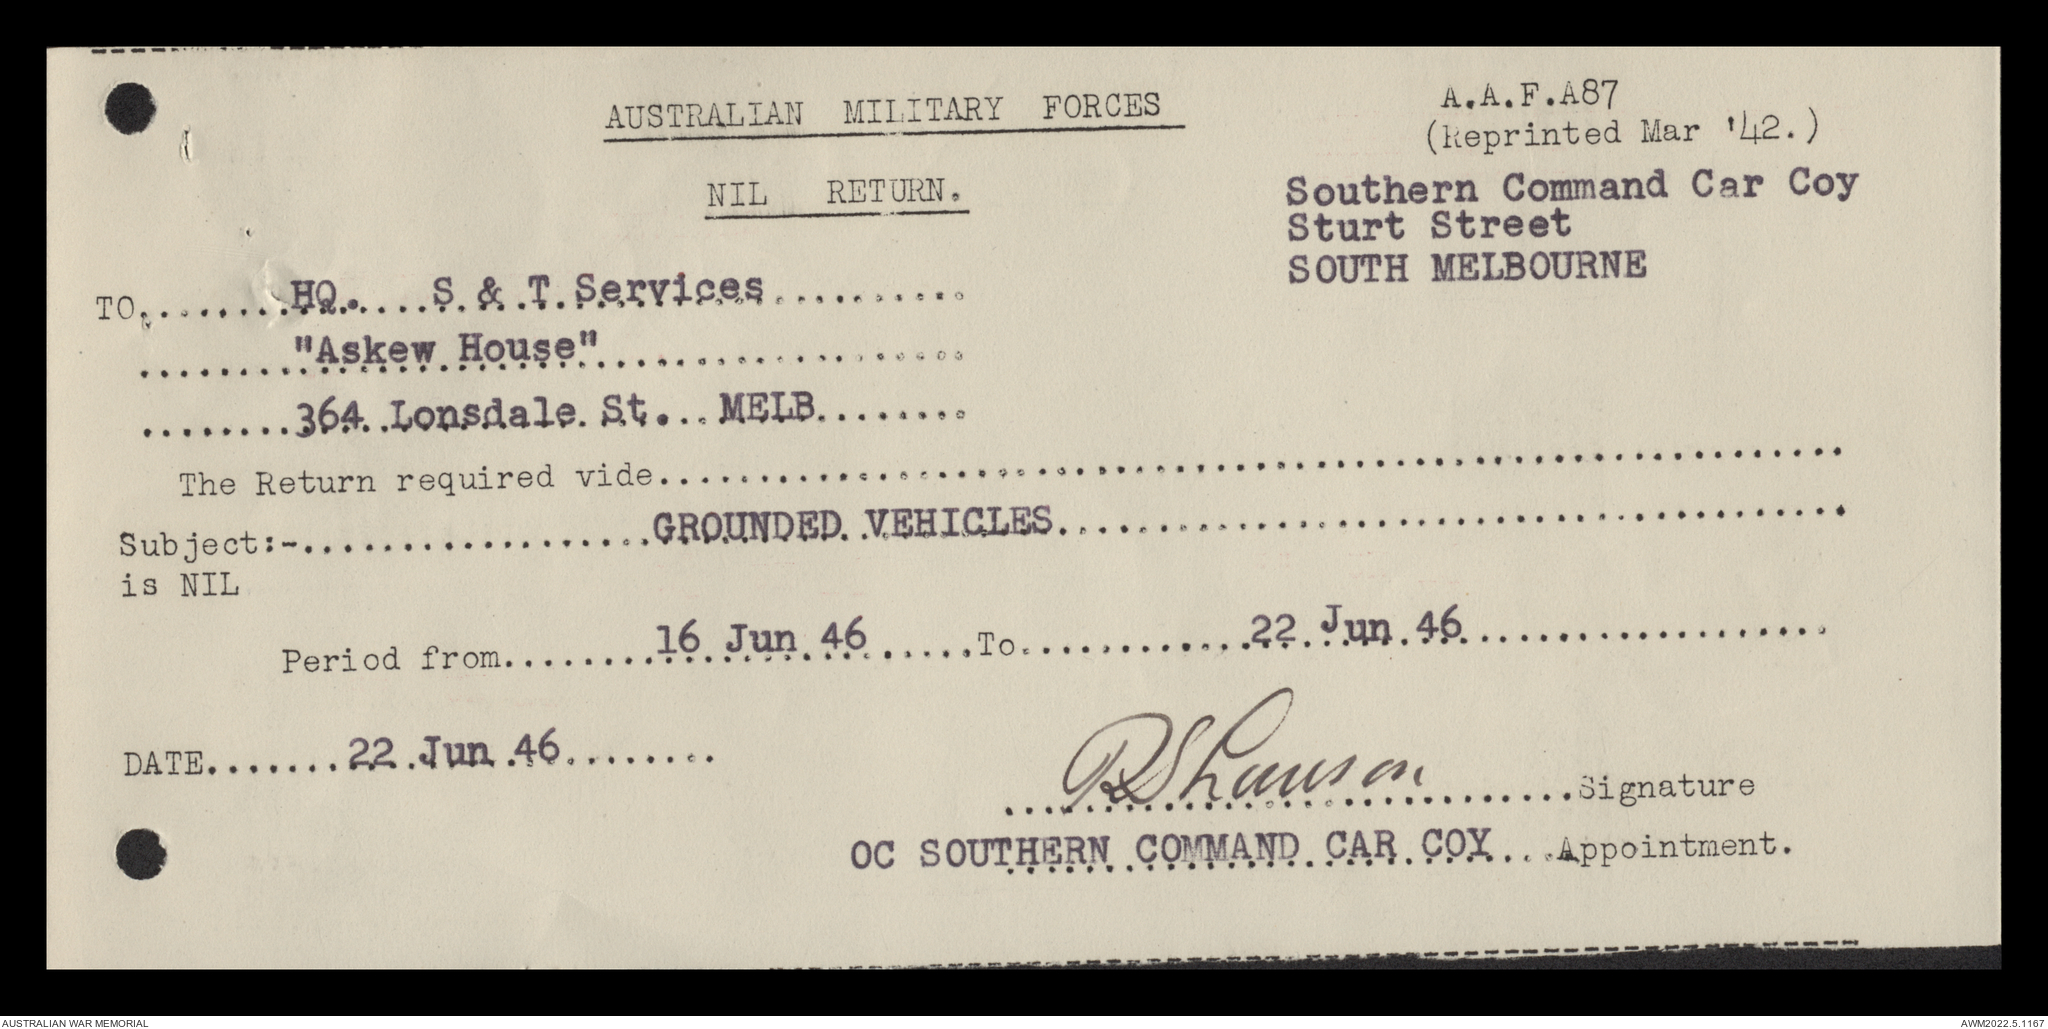 AUSTRALIAN MILITARY FORCES
A.A.F.A87
(Reprinted Mar '42.)
NIL RETURN.
Southern Command Car Coy
Sturt Street
SOUTH MELBOURNE
TO.........HQ.....S.&.T.Services..........
.........."Askew House"....................
.........364 Lonsdale St... MELB........
The Return required vide..............................................
Subject:-..................GROUNDED VEHICLES..............................
is NIL
Period from........16 Jun 46......To............22 Jun 46..................
DATE.......22 Jun 46........
....RS Lawson......Signature
OC SOUTHERN COMMAND CAR COY...Appointment.
AUSTRALIAN WAR MEMORIAL
AWM2022.5.1167